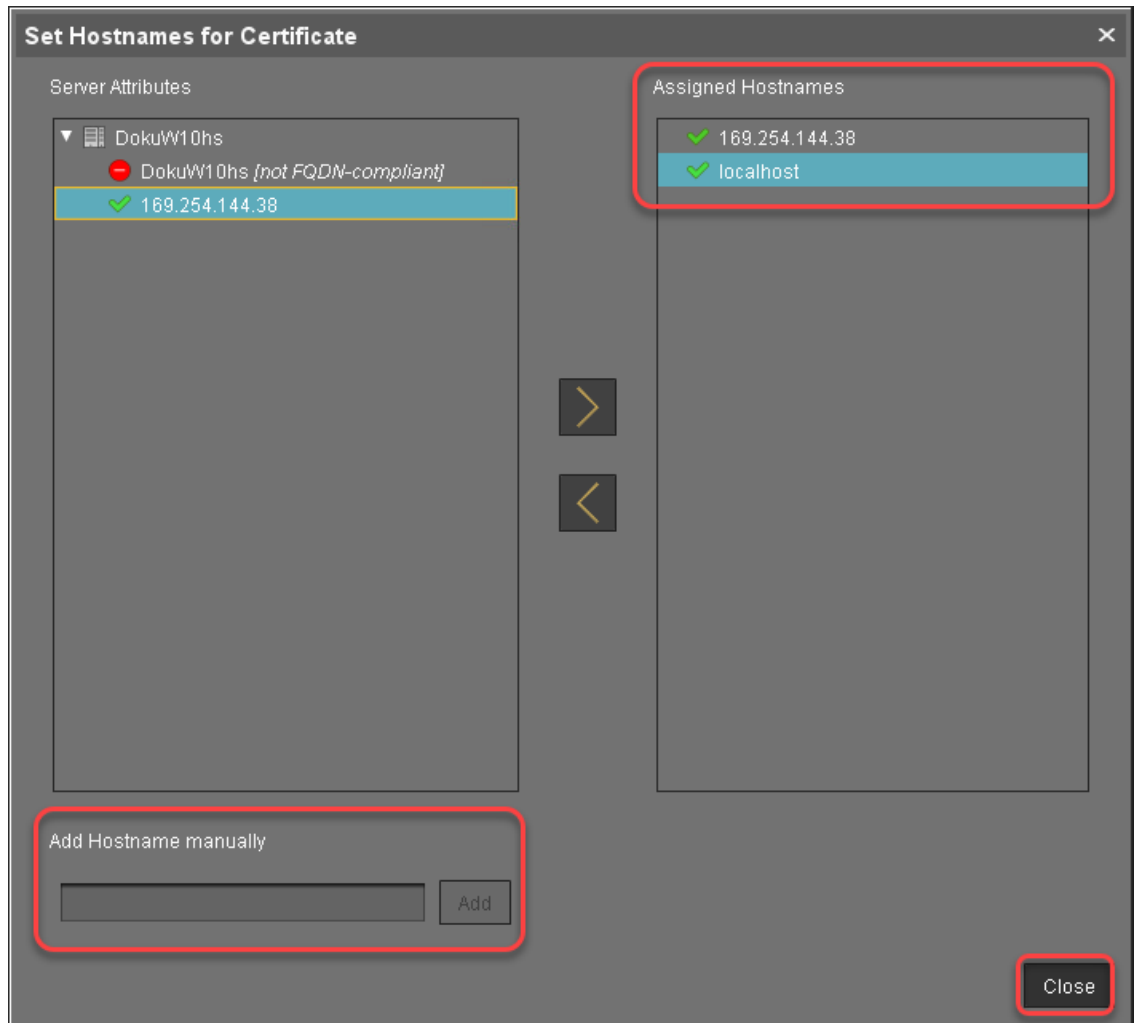 Set Hostnames for Certificate
Server Attributes
DokuW10hs
DokuW10hs [not FQDN-compliant]
169.254.144.38
Assigned Hostnames
169.254.144.38
localhost
Add Hostname manually
Add
Close